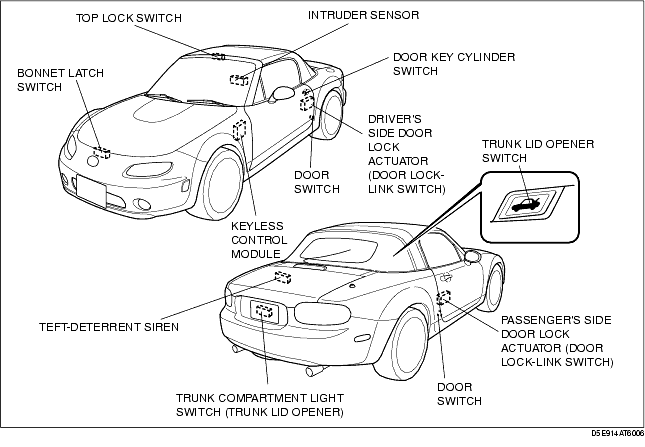 TOP LOCK SWITCH
INTRUDER SENSOR
BONNET LATCH
SWITCH
DOOR KEY CYLINDER
SWITCH
DRIVER'S
SIDE DOOR
LOCK
ACTUATOR
(DOOR LOCK-
LINK SWITCH)
DOOR
SWITCH
KEYLESS
CONTROL
MODULE
TRUNK LID OPENER
SWITCH
TEFT-DETERRENT SIREN
TRUNK COMPARTMENT LIGHT
SWITCH (TRUNK LID OPENER)
PASSENGER'S SIDE
DOOR LOCK
ACTUATOR (DOOR
LOCK-LINK SWITCH)
DOOR
SWITCH
D5E914AT6006